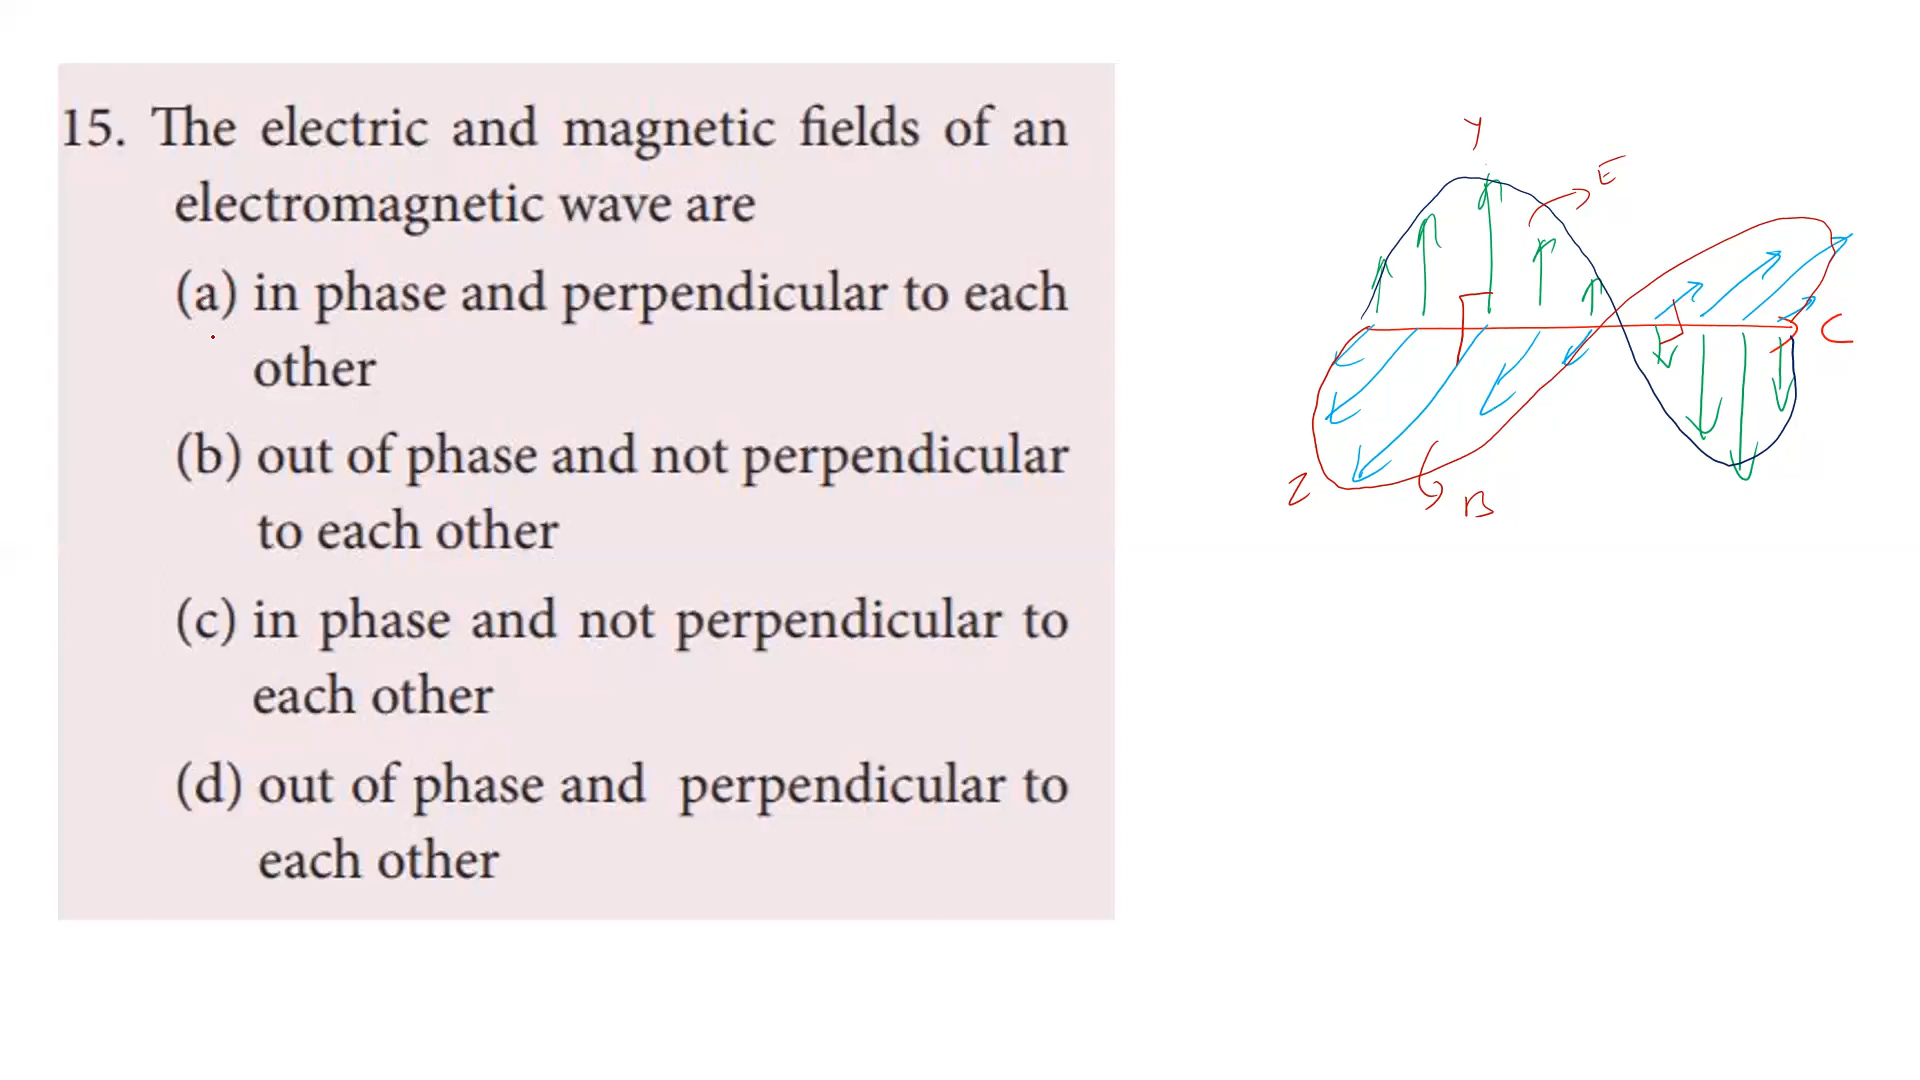 15. The electric and magnetic fields of an
electromagnetic wave are
(a) in phase and perpendicular to each
other
(b) out of phase and not perpendicular
to each other
(c) in phase and not perpendicular to
each other
(d) out of phase and perpendicular to
each other
Y
E
C
Z
B